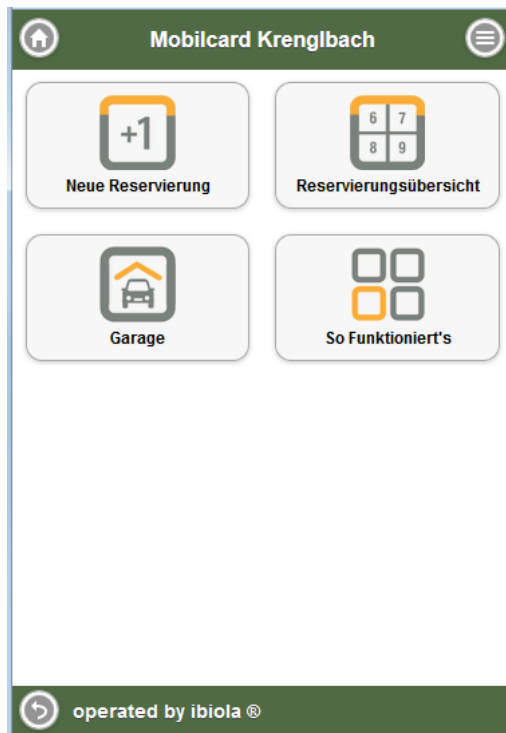 Mobilcard Krenglbach
+1
Neue Reservierung
6 7
8 9
Reservierungsübersicht
Garage
So Funktioniert's
operated by ibiola ®